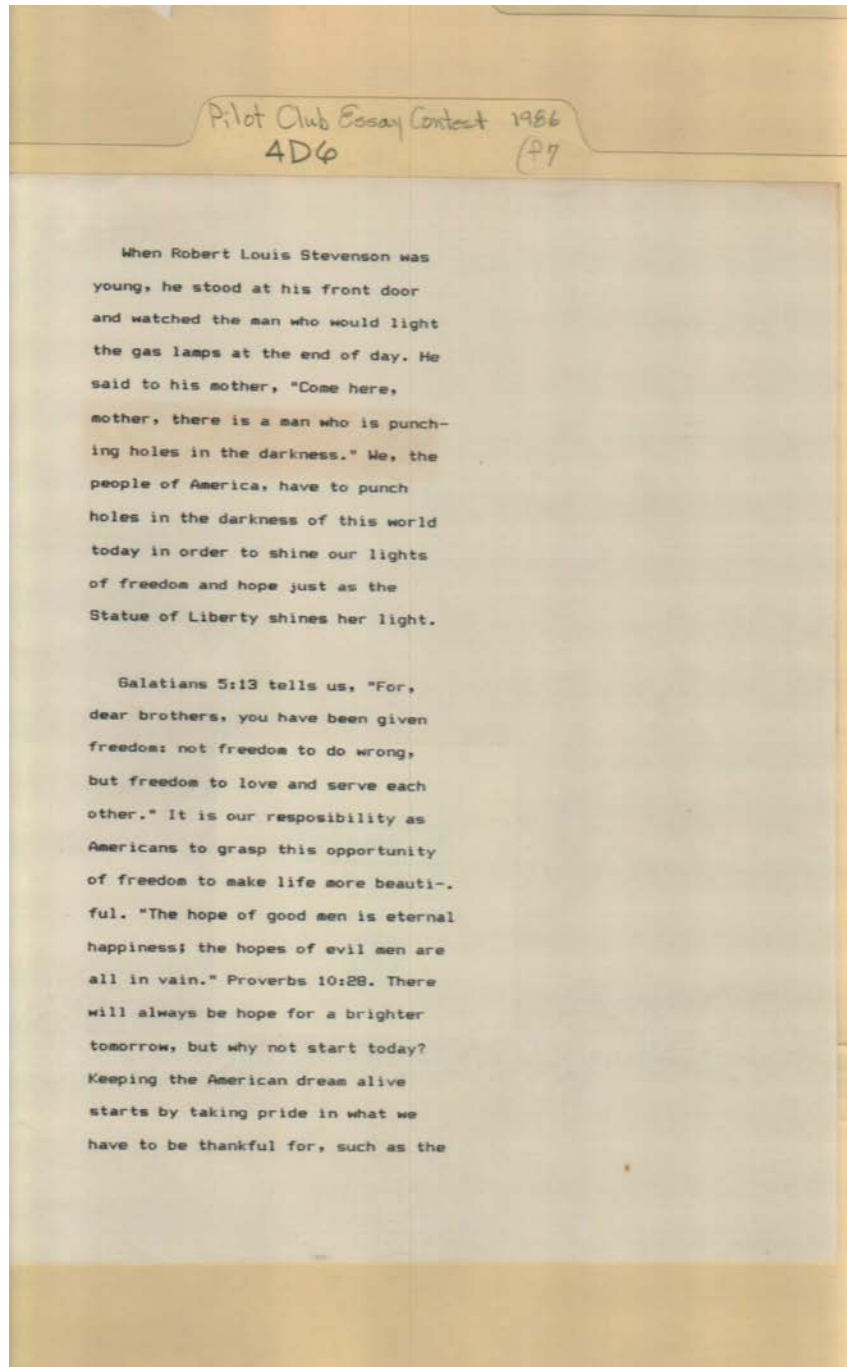 Pilot Club Essay Contest 1986
4D6 (P7
When Robert Louis Stevenson was
young, he stood at his front door
and watched the man who would light
the gas lamps at the end of day. He
said to his mother, "Come here,
mother, there is a man who is punch-
ing holes in the darkness." We, the
people of America, have to punch
holes in the darkness of this world
today in order to shine our lights
of freedom and hope just as the
Statue of Liberty shines her light.
Galatians 5:13 tells us, "For,
dear brothers, you have been given
freedom: not freedom to do wrong,
but freedom to love and serve each
other." It is our resposibility as
Americans to grasp this opportunity
of freedom to make life more beauti-.
ful. "The hope of good men is eternal
happiness; the hopes of evil men are
all in vain." Proverbs 10:28. There
will always be hope for a brighter
tomorrow, but why not start today?
Keeping the American dream alive
starts by taking pride in what we
have to be thankful for, such as the